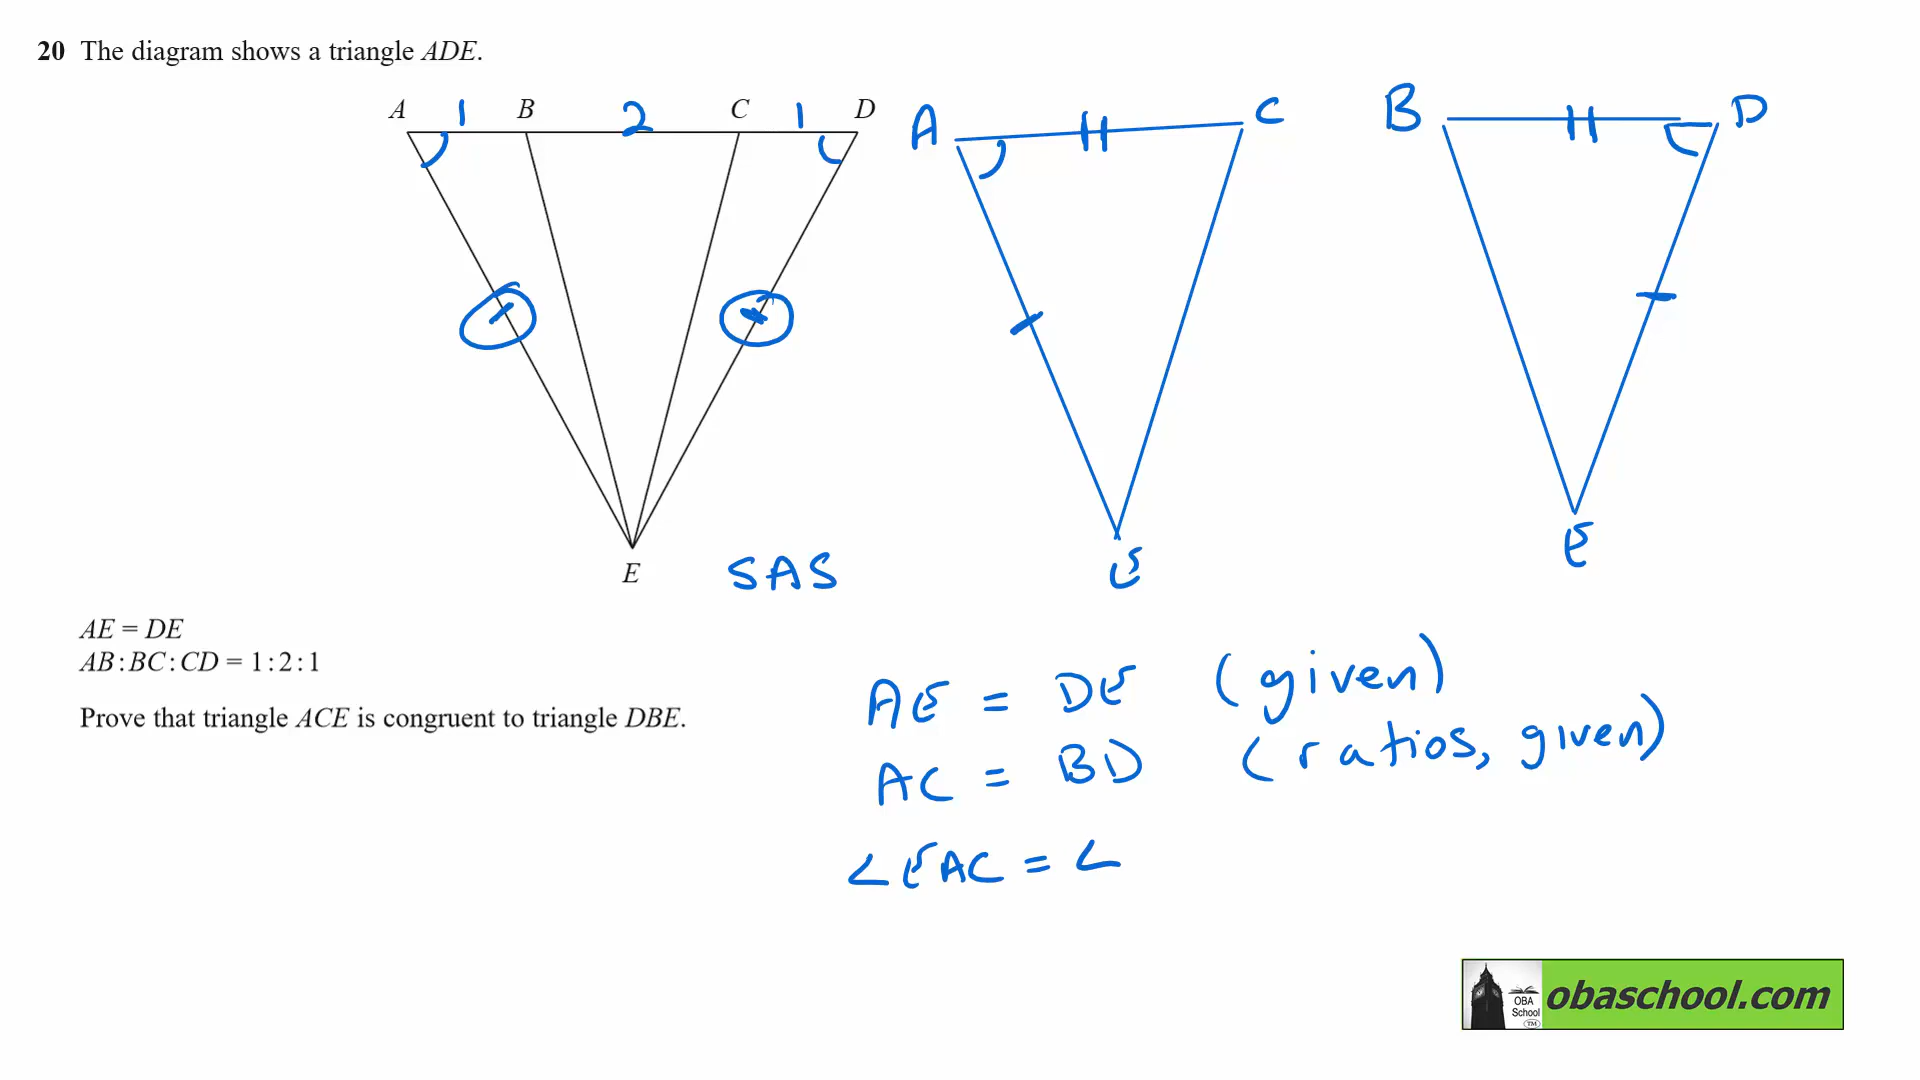 20 The diagram shows a triangle ADE.
A 1 B 2 C 1 D
A C
B D
E
SAS
E
E
AE = DE
AB : BC : CD = 1 : 2 : 1
Prove that triangle ACE is congruent to triangle DBE.
AE = DE (given)
AC = BD (ratios, given)
∠EAC = ∠
OBA
School
TM
obaschool.com